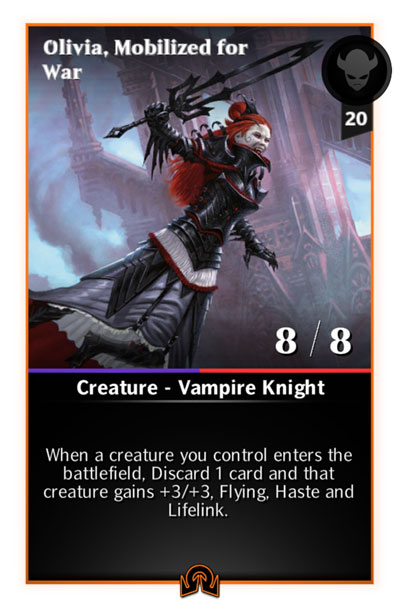 Olivia, Mobilized for
War
20
8 / 8
Creature - Vampire Knight
When a creature you control enters the
battlefield, Discard 1 card and that
creature gains +3/+3, Flying, Haste and
Lifelink.